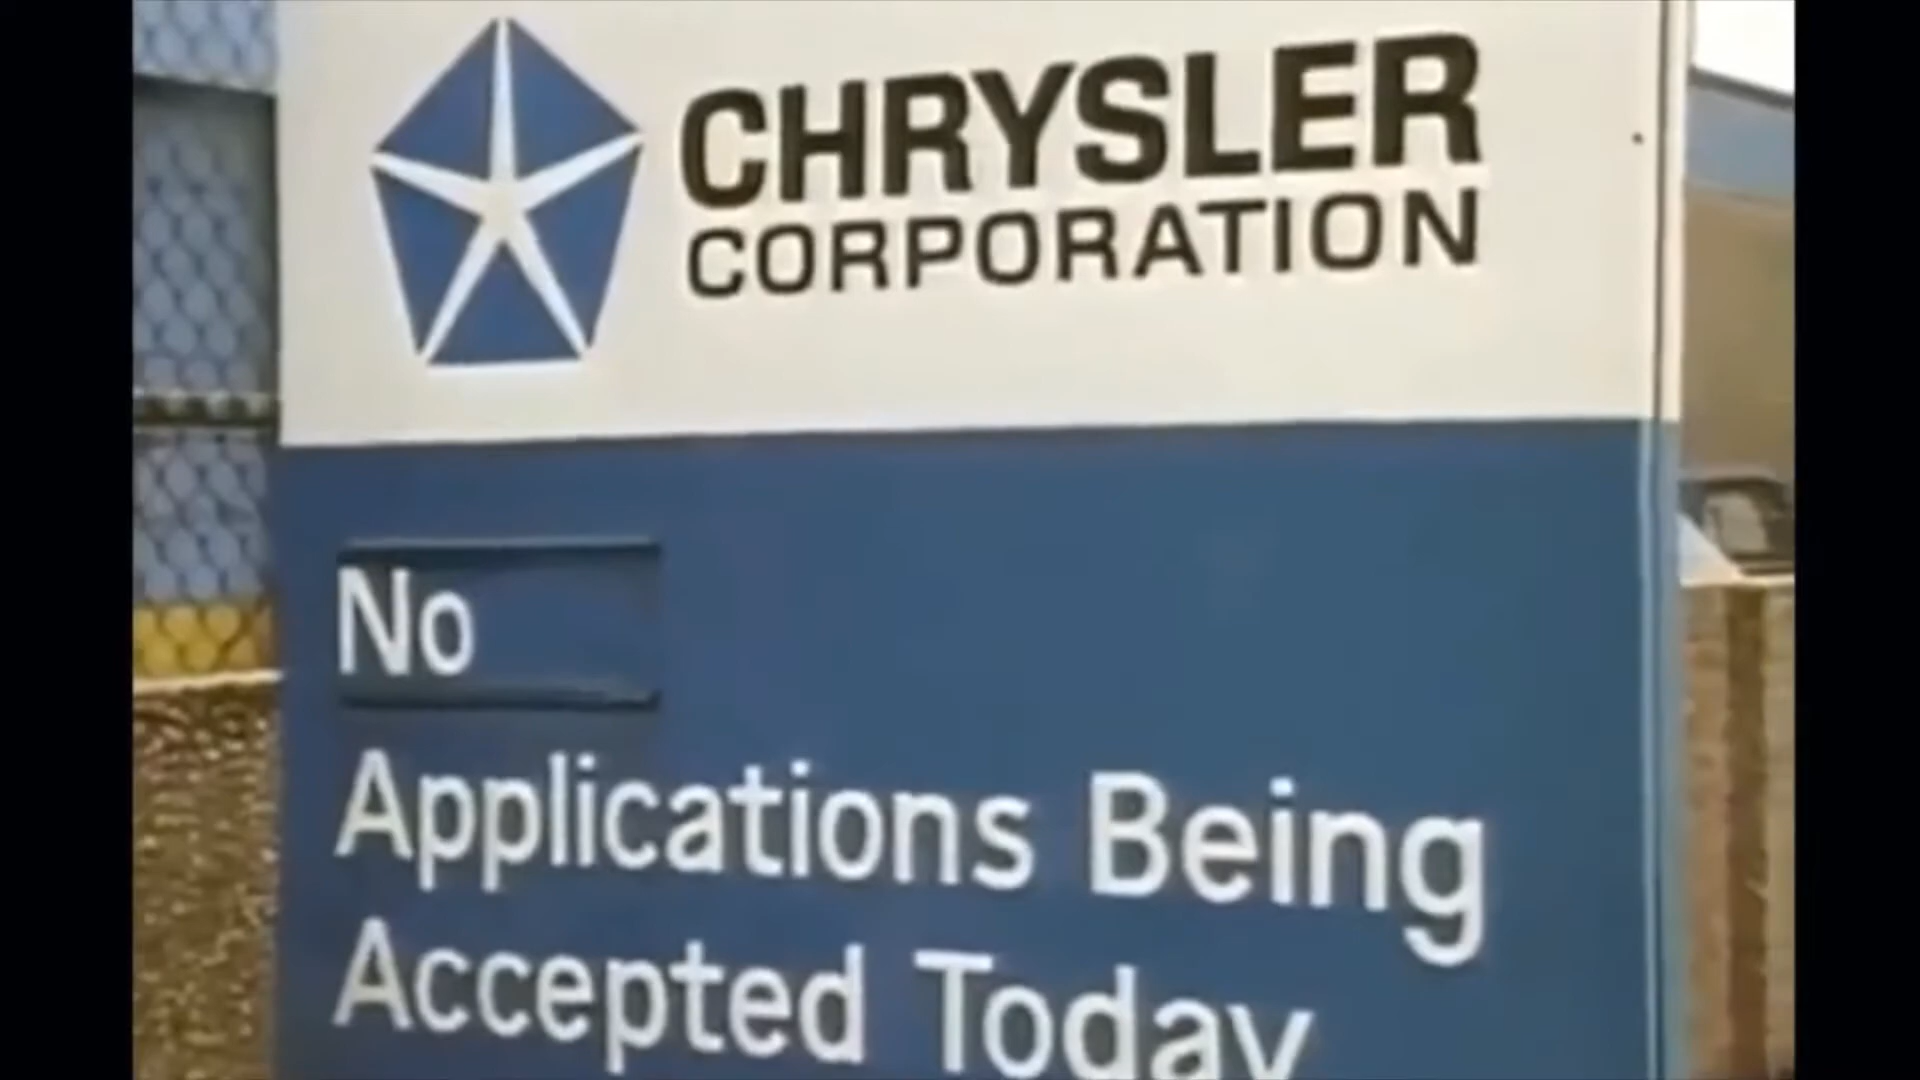 CHRYSLER
CORPORATION
No
Applications Being
Accepted Today